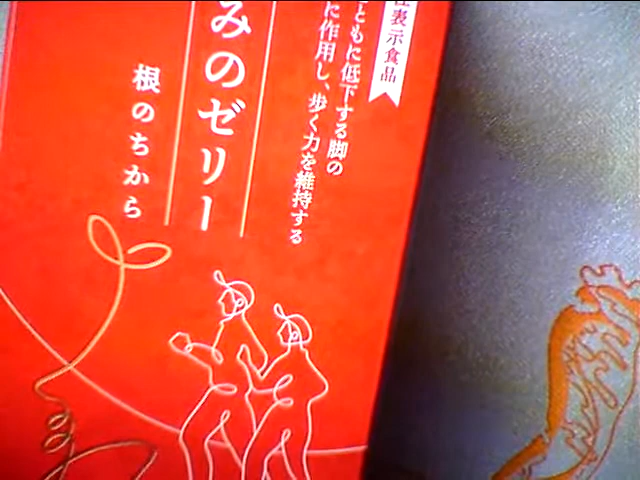 性表示食品
ともに低下する脚の
に作用し、歩く力を維持する
みのゼリー
根のちから